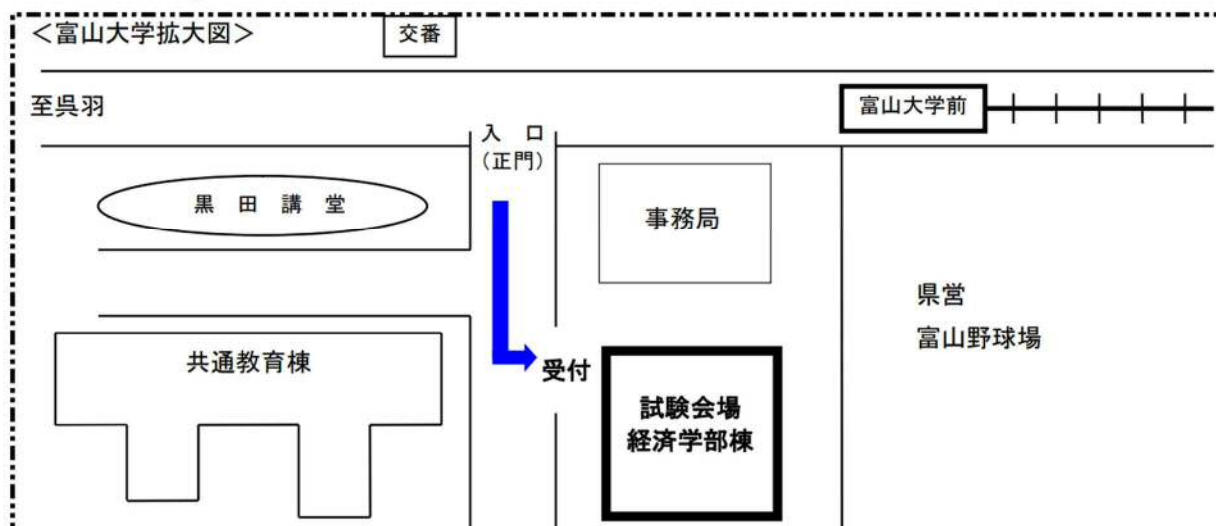 ＜富山大学拡大図＞
交番
至呉羽
富山大学前
入　口
（正門）
黒　田　講　堂
事務局
県営
富山野球場
共通教育棟
受付
試験会場
経済学部棟